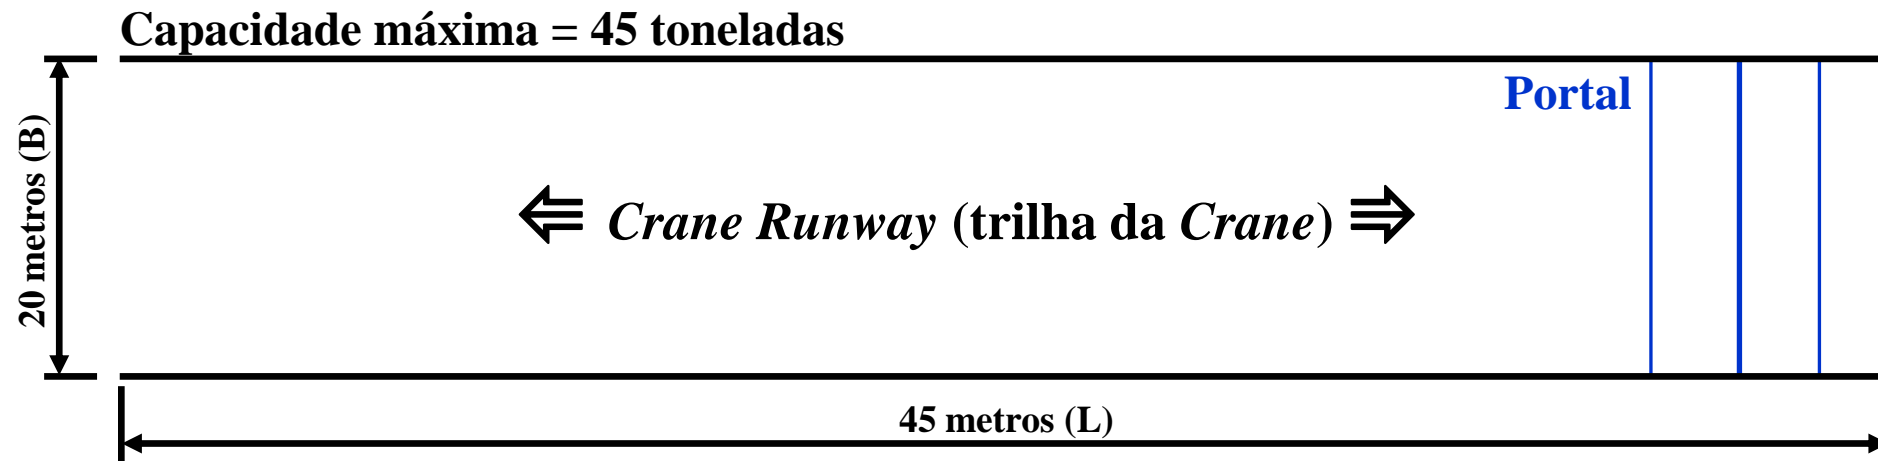 Capacidade máxima = 45 toneladas
Portal
20 metros (B)
⇐ Crane Runway (trilha da Crane) ⇒
45 metros (L)